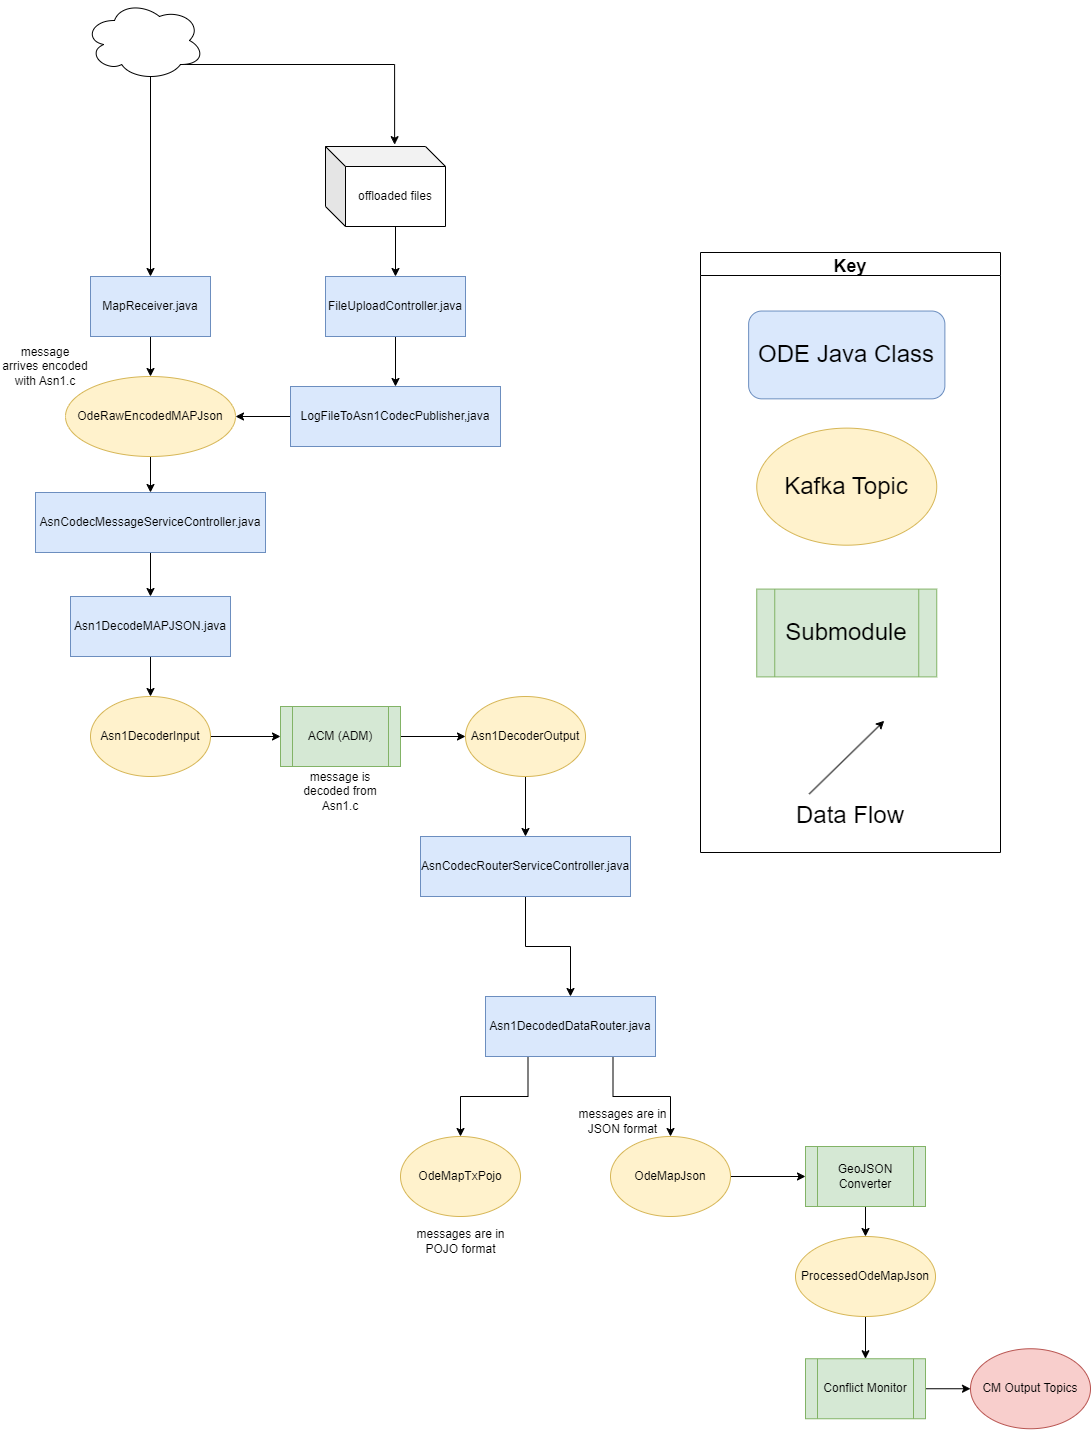 offloaded files
MapReceiver.java
FileUploadController.java
message
arrives encoded
with Asn1.c
OdeRawEncodedMAPJson
LogFileToAsn1CodecPublisher,java
AsnCodecMessageServiceController.java
Asn1DecodeMAPJSON.java
Asn1DecoderInput
ACM (ADM)
Asn1DecoderOutput
message is
decoded from
Asn1.c
AsnCodecRouterServiceController.java
Asn1DecodedDataRouter.java
messages are in
JSON format
OdeMapTxPojo
OdeMapJson
messages are in
POJO format
GeoJSON
Converter
ProcessedOdeMapJson
Conflict Monitor
CM Output Topics
Key
ODE Java Class
Kafka Topic
Submodule
Data Flow